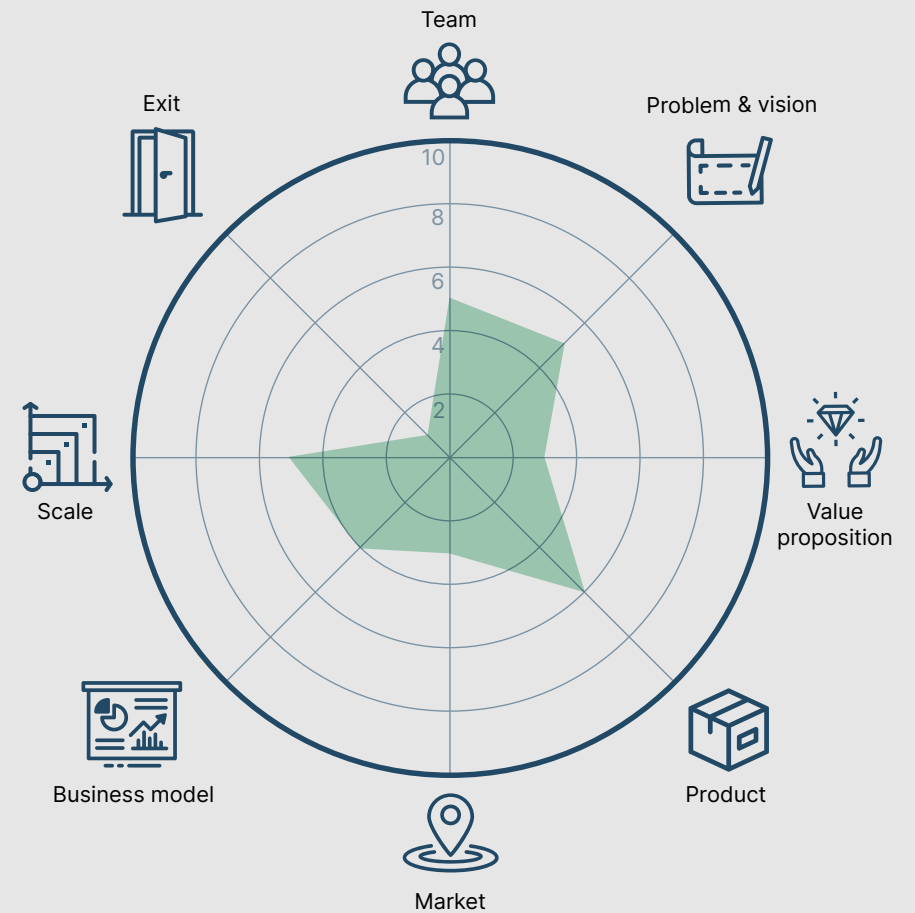 Team
Exit
Problem & vision
10
8
6
4
2
Scale
Value
proposition
Business model
Product
Market